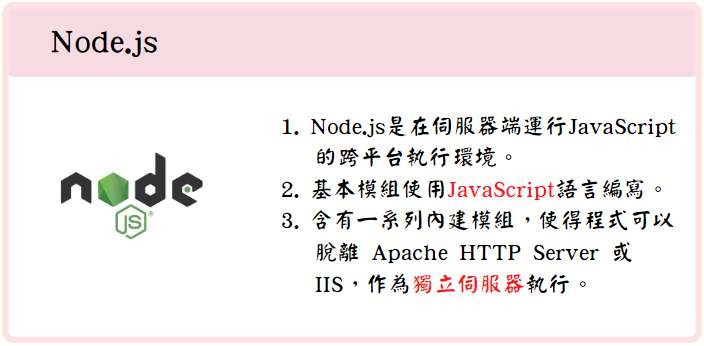 Node.js
1. Node.js是在伺服器端運行JavaScript
的跨平台執行環境。
2. 基本模組使用JavaScript語言編寫。
3. 含有一系列內建模組，使得程式可以
脫離 Apache HTTP Server 或
IIS，作為獨立伺服器執行。
node
JS®